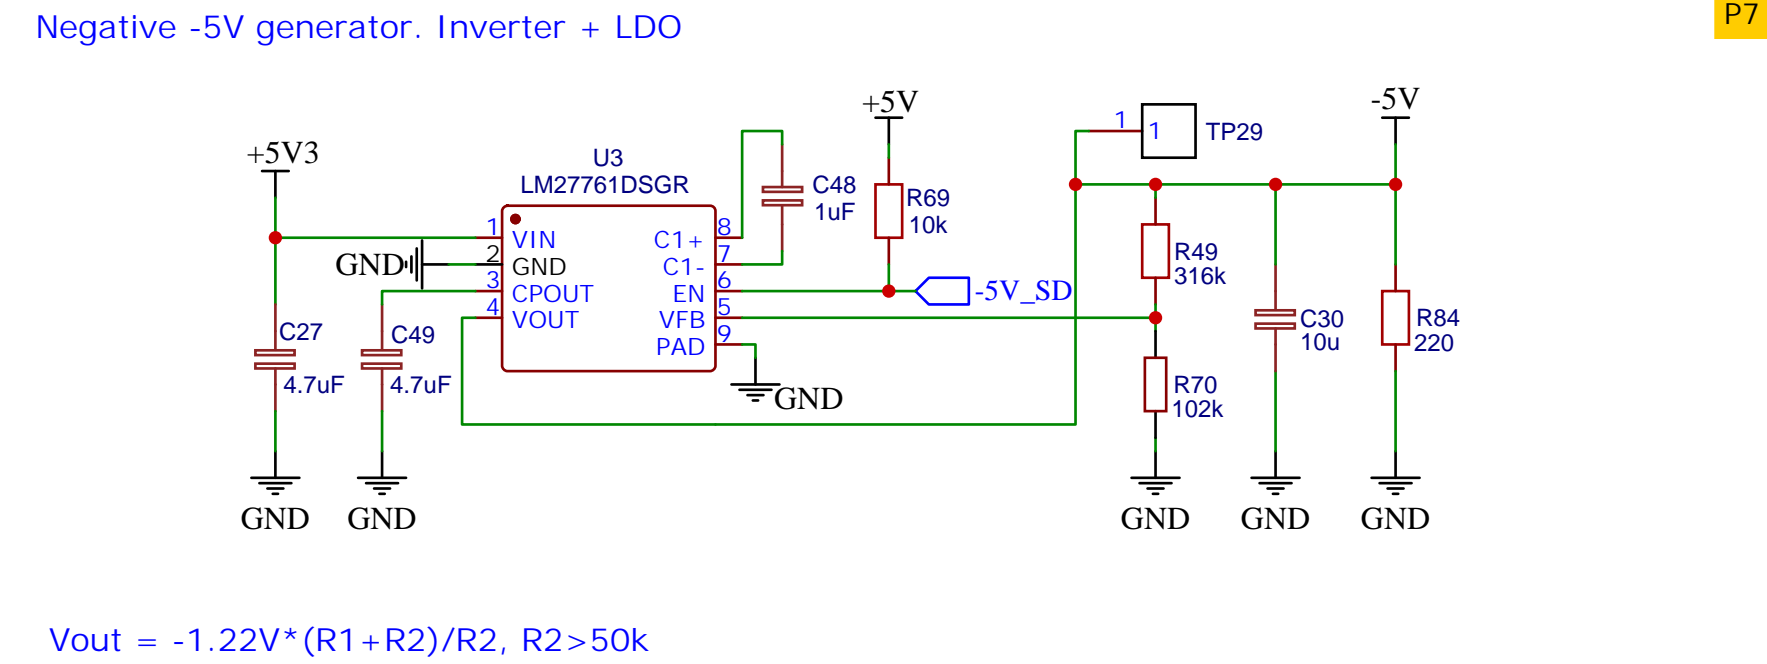 Negative -5V generator. Inverter + LDO
P7
+5V3
U3
LM27761DSGR
1
VIN
GND
2
GND
3
CPOUT
4
VOUT
8
C1+
7
C1-
6
EN
5
VFB
9
PAD
GND
C27
4.7uF
GND
C49
4.7uF
GND
C48
1uF
+5V
R69
10k
-5V_SD
1
1
TP29
-5V
R49
316k
R70
102k
GND
C30
10u
GND
R84
220
GND
Vout = -1.22V*(R1+R2)/R2, R2>50k